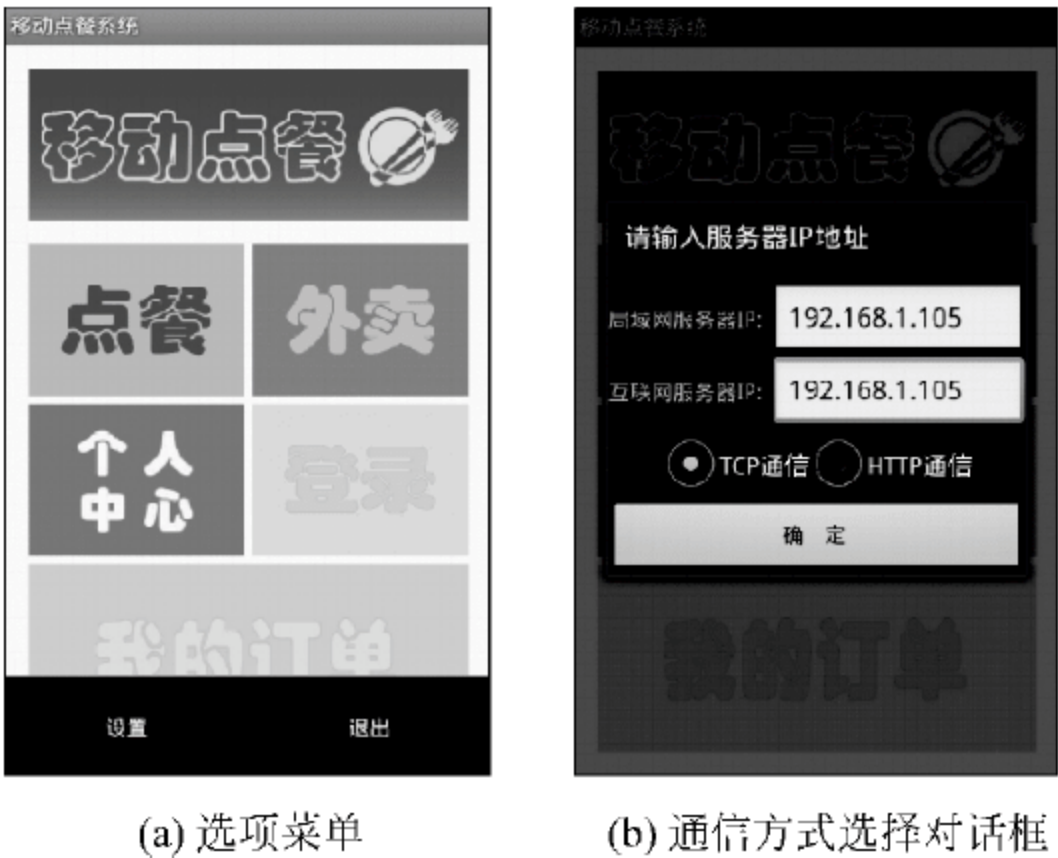 移动点餐系统
移动点餐
点餐
外卖
个人
中心
登录
我的订单
设置
退出
(a) 选项菜单
移动点餐系统
移动点餐
请输入服务器IP地址
局域网服务器IP: 192.168.1.105
互联网服务器IP: 192.168.1.105
TCP通信 HTTP通信
确 定
我的订单
(b) 通信方式选择对话框